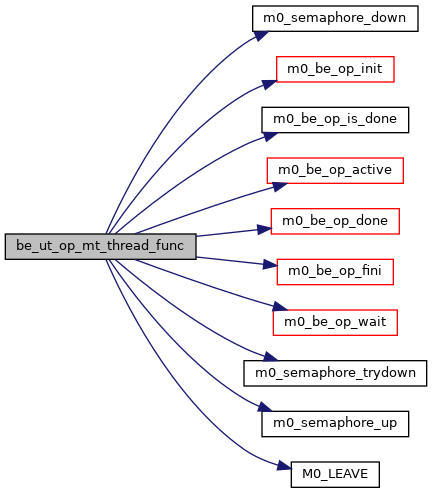 m0_semaphore_down
m0_be_op_init
m0_be_op_is_done
m0_be_op_active
be_ut_op_mt_thread_func
m0_be_op_done
m0_be_op_fini
m0_be_op_wait
m0_semaphore_trydown
m0_semaphore_up
M0_LEAVE